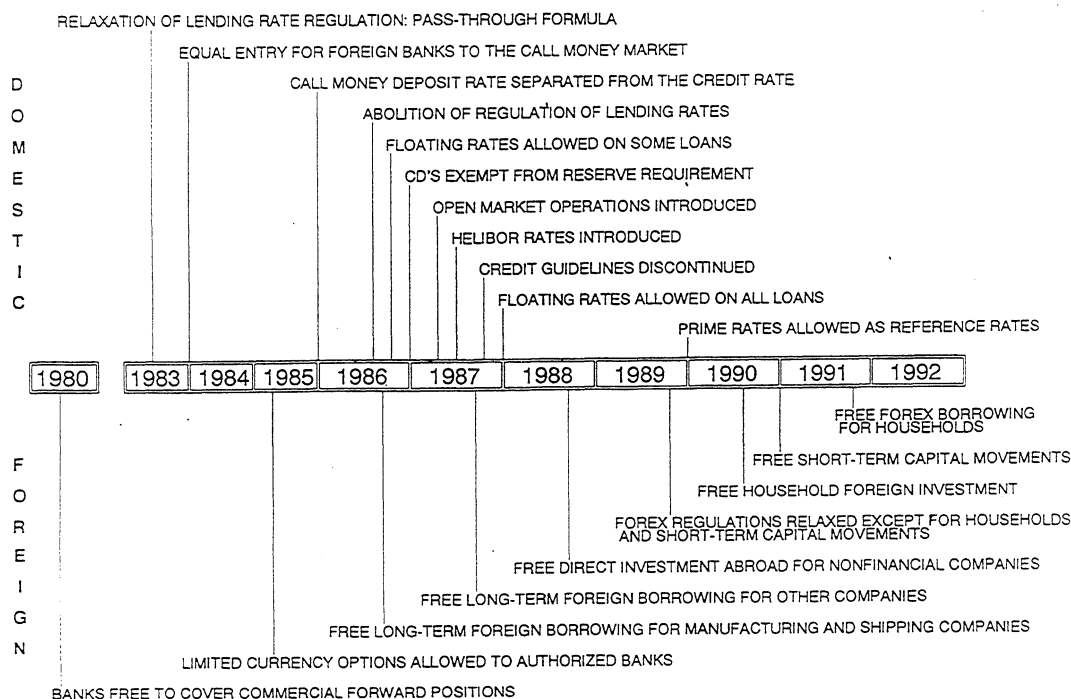 RELAXATION OF LENDING RATE REGULATION: PASS-THROUGH FORMULA
EQUAL ENTRY FOR FOREIGN BANKS TO THE CALL MONEY MARKET
CALL MONEY DEPOSIT RATE SEPARATED FROM THE CREDIT RATE
ABOLITION OF REGULATION OF LENDING RATES
FLOATING RATES ALLOWED ON SOME LOANS
CD'S EXEMPT FROM RESERVE REQUIREMENT
OPEN MARKET OPERATIONS INTRODUCED
HELIBOR RATES INTRODUCED
CREDIT GUIDELINES DISCONTINUED
FLOATING RATES ALLOWED ON ALL LOANS
PRIME RATES ALLOWED AS REFERENCE RATES
DOMESTIC
1980 1983 1984 1985 1986 1987 1988 1989 1990 1991 1992
FOREIGN
FREE FOREX BORROWING
FOR HOUSEHOLDS
FREE SHORT-TERM CAPITAL MOVEMENTS
FREE HOUSEHOLD FOREIGN INVESTMENT
FOREX REGULATIONS RELAXED EXCEPT FOR HOUSEHOLDS
AND SHORT-TERM CAPITAL MOVEMENTS
FREE DIRECT INVESTMENT ABROAD FOR NONFINANCIAL COMPANIES
FREE LONG-TERM FOREIGN BORROWING FOR OTHER COMPANIES
FREE LONG-TERM FOREIGN BORROWING FOR MANUFACTURING AND SHIPPING COMPANIES
LIMITED CURRENCY OPTIONS ALLOWED TO AUTHORIZED BANKS
BANKS FREE TO COVER COMMERCIAL FORWARD POSITIONS